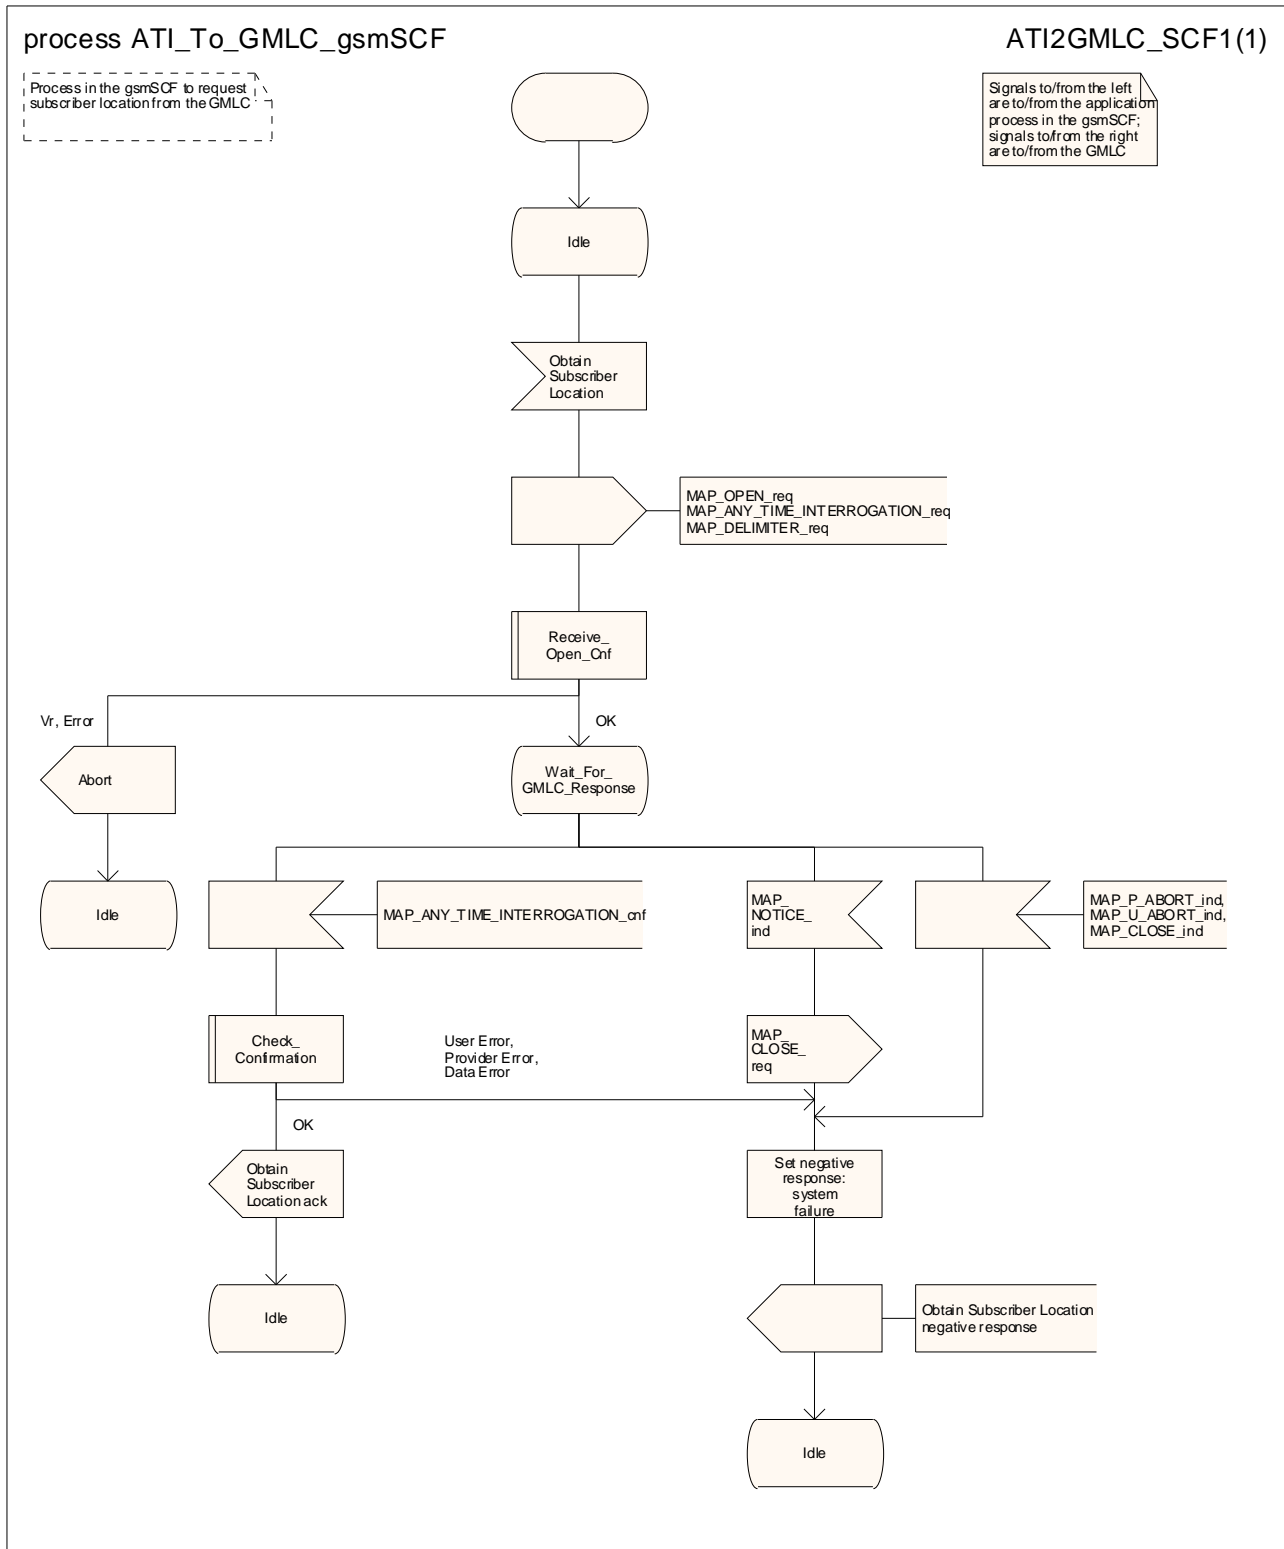 process ATI_To_GMLC_gsmSCF
ATI2GMLC_SCF1(1)
Process in the gsmSCF to request
subscriber location from the GMLC
Signals to/from the left
are to/from the application
process in the gsmSCF;
signals to/from the right
are to/from the GMLC
Idle
Obtain
Subscriber
Location
MAP_OPEN_req
MAP_ANY_TIME_INTERROGATION_req
MAP_DELIMITER_req
Receive_
Open_Cnf
Vr, Error
OK
Abort
Wait_For_
GMLC_Response
Idle
MAP_ANY_TIME_INTERROGATION_cnf
MAP_
NOTICE_
ind
MAP_P_ABORT_ind,
MAP_U_ABORT_ind,
MAP_CLOSE_ind
Check_
Confirmation
User Error,
Provider Error,
Data Error
MAP_
CLOSE_
req
OK
Obtain
Subscriber
Location ack
Set negative
response:
system
failure
Idle
Obtain Subscriber Location
negative response
Idle